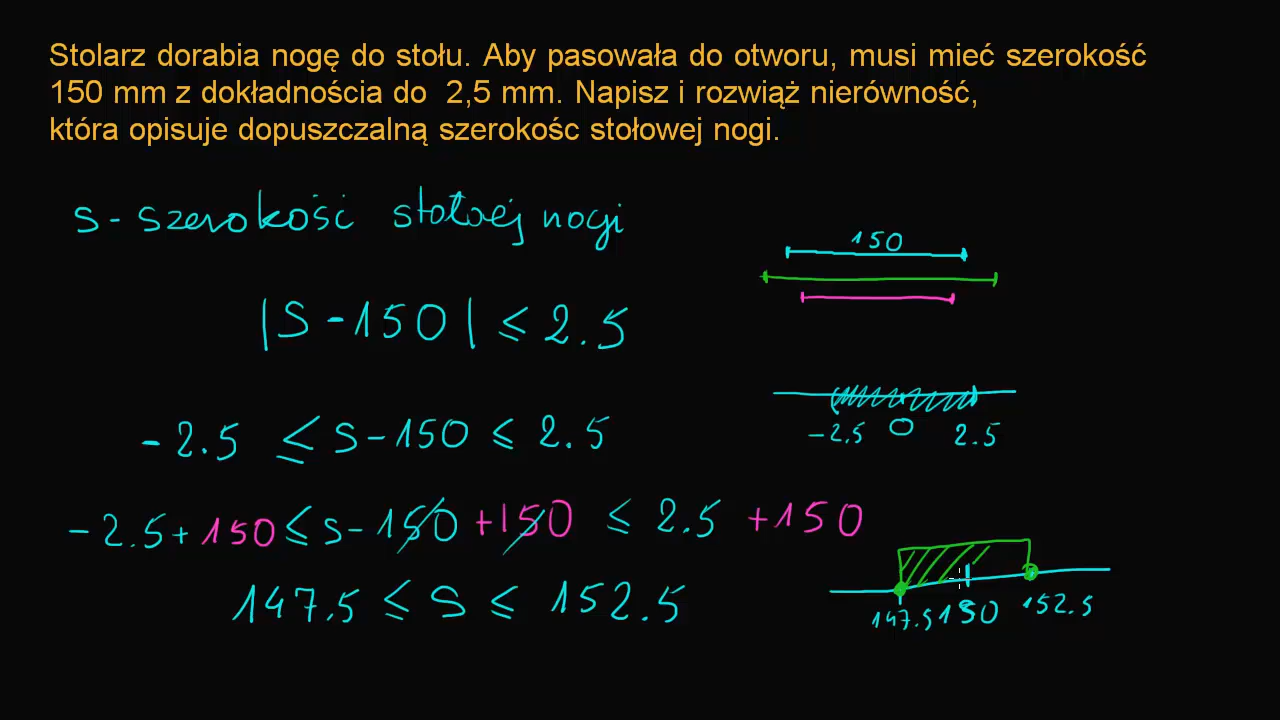 Stolarz dorabia nogę do stołu. Aby pasowała do otworu, musi mieć szerokość
150 mm z dokładnościa do 2,5 mm. Napisz i rozwiąż nierówność,
która opisuje dopuszczalną szerokośc stołowej nogi.
s - szerokość stołwej nogi
150
|s - 150| ≤ 2.5
-2.5 0 2.5
-2.5 ≤ s - 150 ≤ 2.5
-2.5 + 150 ≤ s - 150 + 150 ≤ 2.5 + 150
147.5 ≤ s ≤ 152.5
147.5 150 152.5